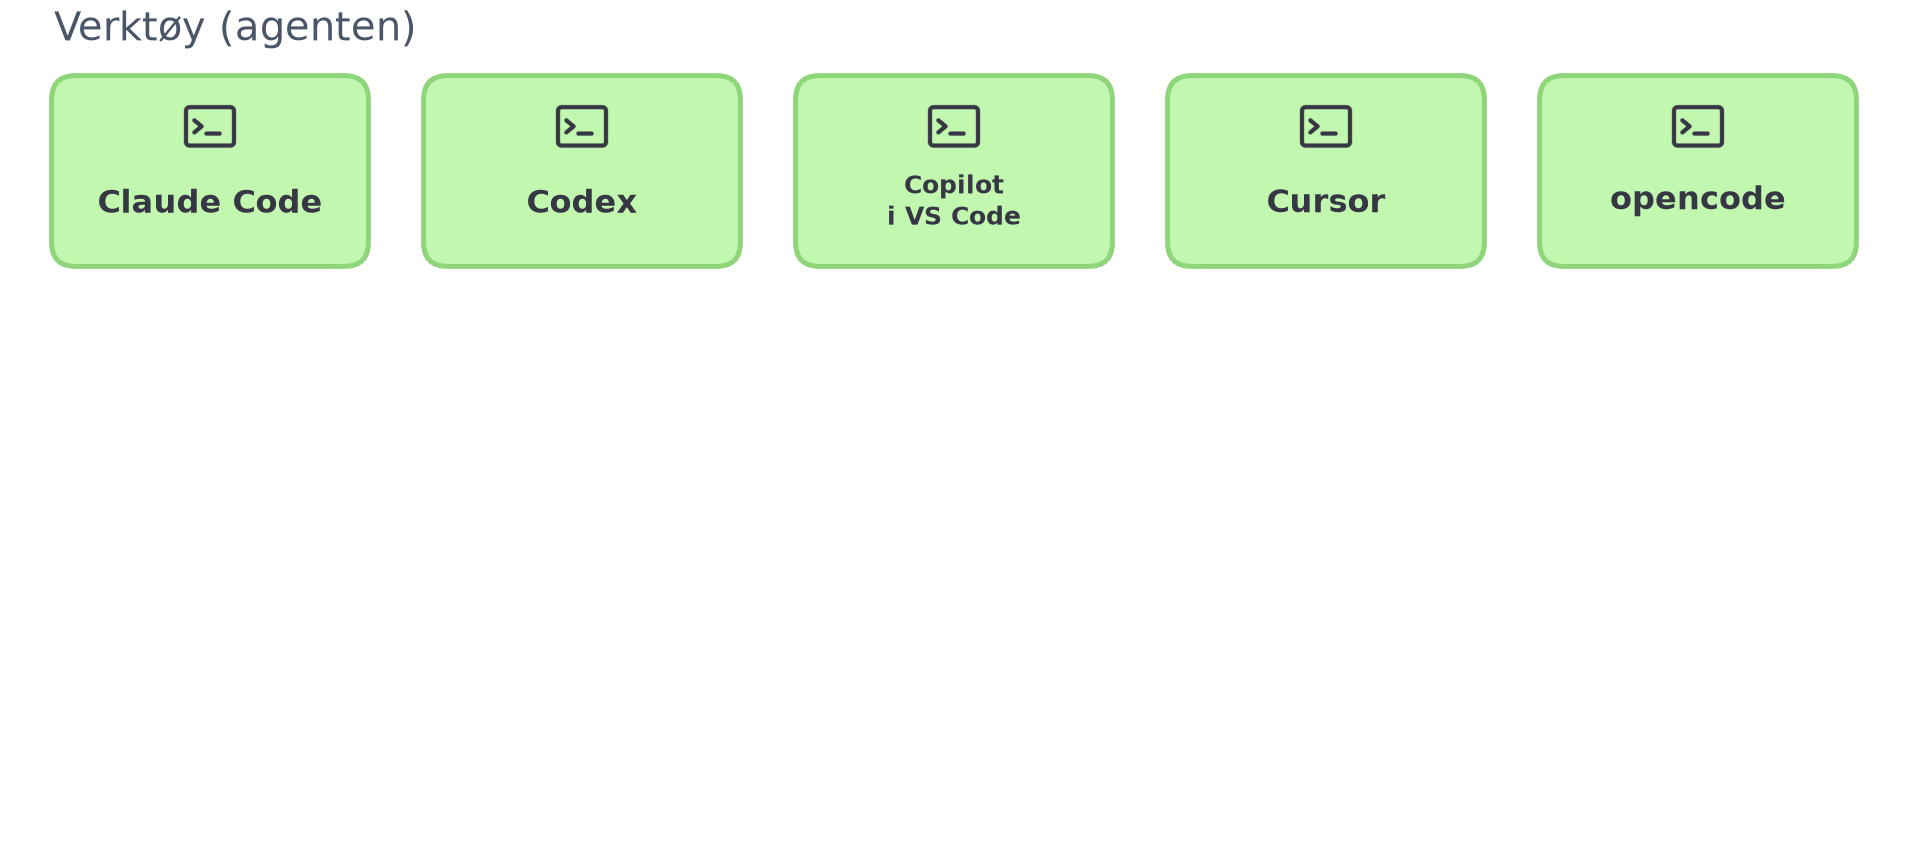 Verktøy (agenten)
Claude Code
Codex
Copilot
i VS Code
Cursor
opencode